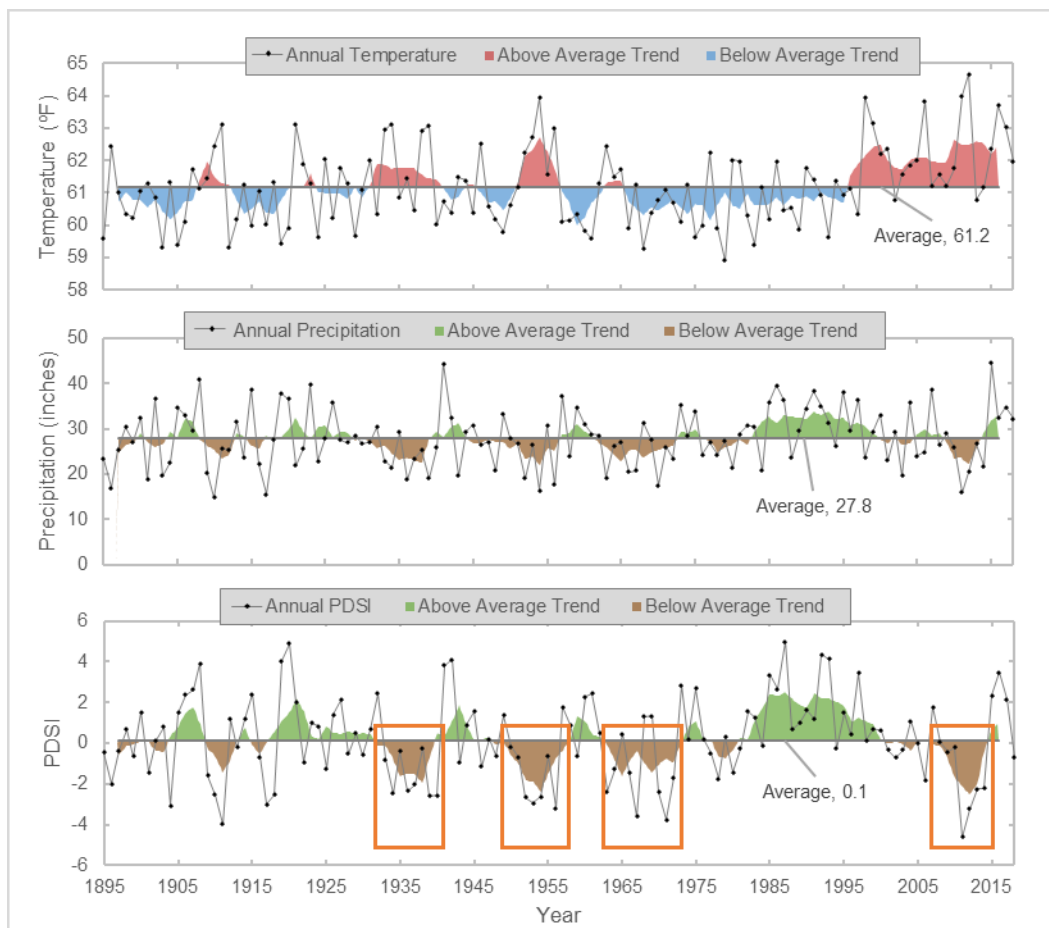 Annual Temperature Above Average Trend Below Average Trend
Temperature (ºF)
65
64
63
62
61
60
59
58
Average, 61.2
Annual Precipitation Above Average Trend Below Average Trend
Precipitation (inches)
50
40
30
20
10
0
Average, 27.8
Annual PDSI Above Average Trend Below Average Trend
PDSI
6
4
2
0
-2
-4
-6
Average, 0.1
1895 1905 1915 1925 1935 1945 1955 1965 1975 1985 1995 2005 2015
Year